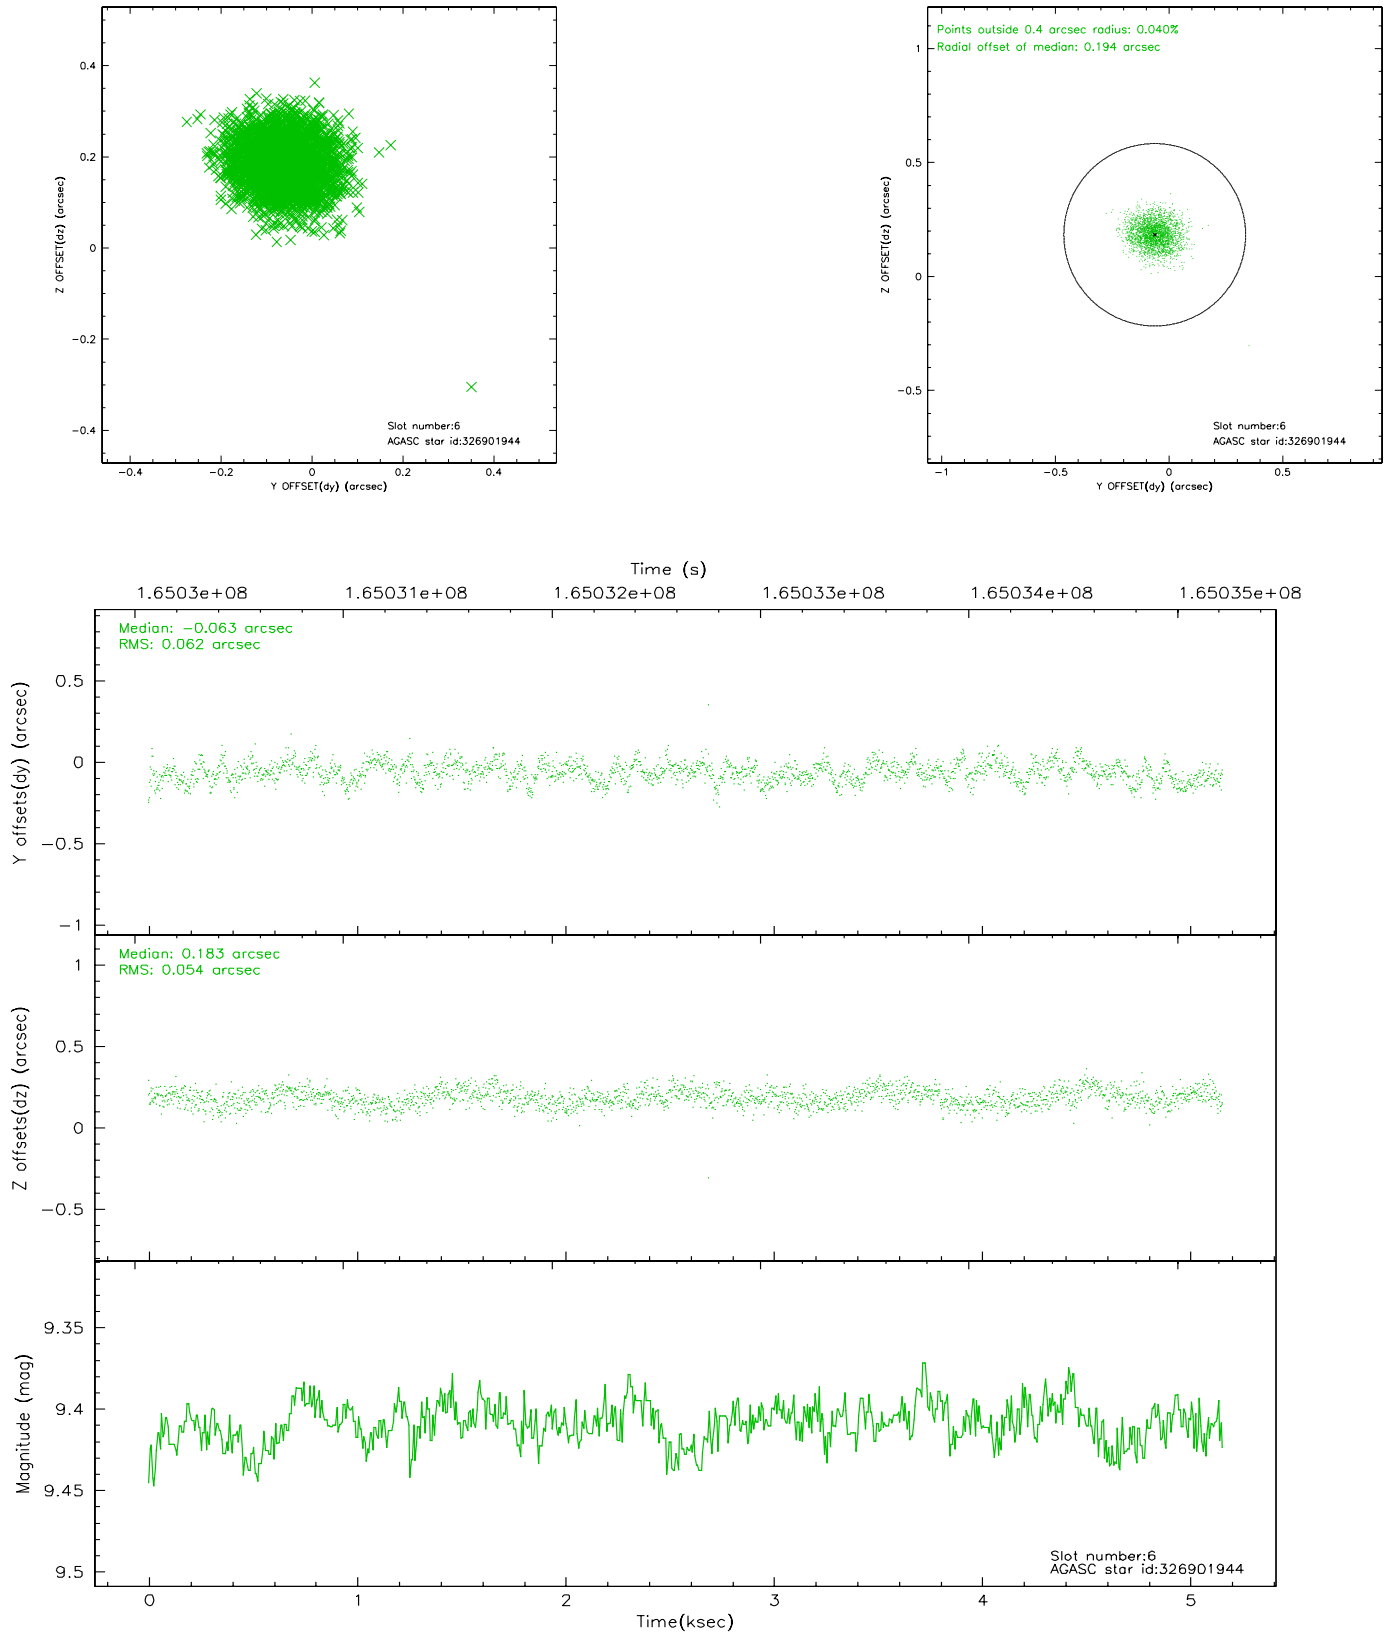 0.4
0.2
0
-0.2
-0.4
Z OFFSET(dz) (arcsec)
Slot number:6
AGASC star id:326901944
-0.4
-0.2
0
0.2
0.4
Y OFFSET(dy) (arcsec)
Points outside 0.4 arcsec radius: 0.040%
Radial offset of median: 0.194 arcsec
1
0.5
0
-0.5
Z OFFSET(dz) (arcsec)
Slot number:6
AGASC star id:326901944
-1
-0.5
0
0.5
Y OFFSET(dy) (arcsec)
Time (s)
1.6503e+08
1.65031e+08
1.65032e+08
1.65033e+08
1.65034e+08
1.65035e+08
Median: -0.063 arcsec
RMS: 0.062 arcsec
0.5
0
-0.5
-1
Y offsets(dy) (arcsec)
Median: 0.183 arcsec
RMS: 0.054 arcsec
1
0.5
0
-0.5
Z offsets(dz) (arcsec)
9.35
9.4
9.45
9.5
Magnitude (mag)
Slot number:6
AGASC star id:326901944
0
1
2
3
4
5
Time(ksec)